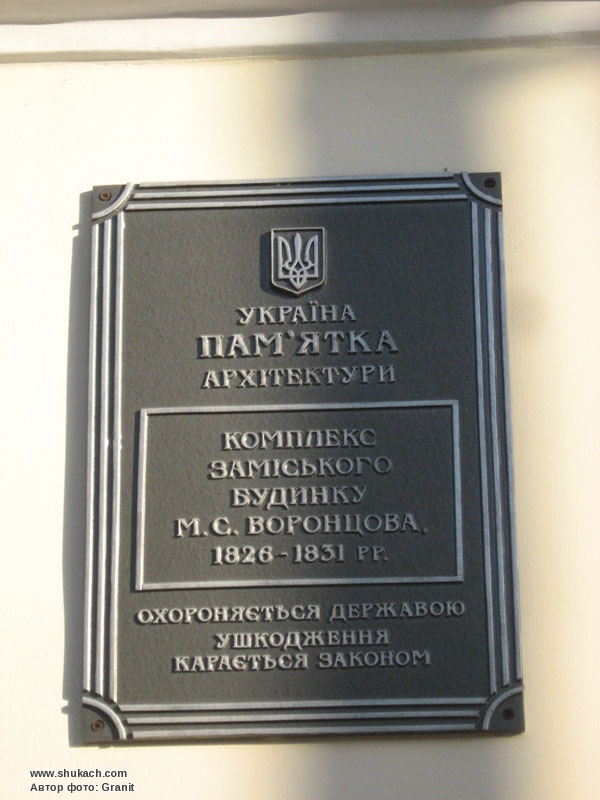 УКРАЇНА
ПАМ'ЯТКА
АРХІТЕКТУРИ
КОМПЛЕКС
ЗАМІСЬКОГО
БУДИНКУ
М.С. ВОРОНЦОВА,
1826-1831 РР.
ОХОРОНЯЄТЬСЯ ДЕРЖАВОЮ
УШКОДЖЕННЯ
КАРАЄТЬСЯ ЗАКОНОМ
www.shukach.com
Автор фото: Granit